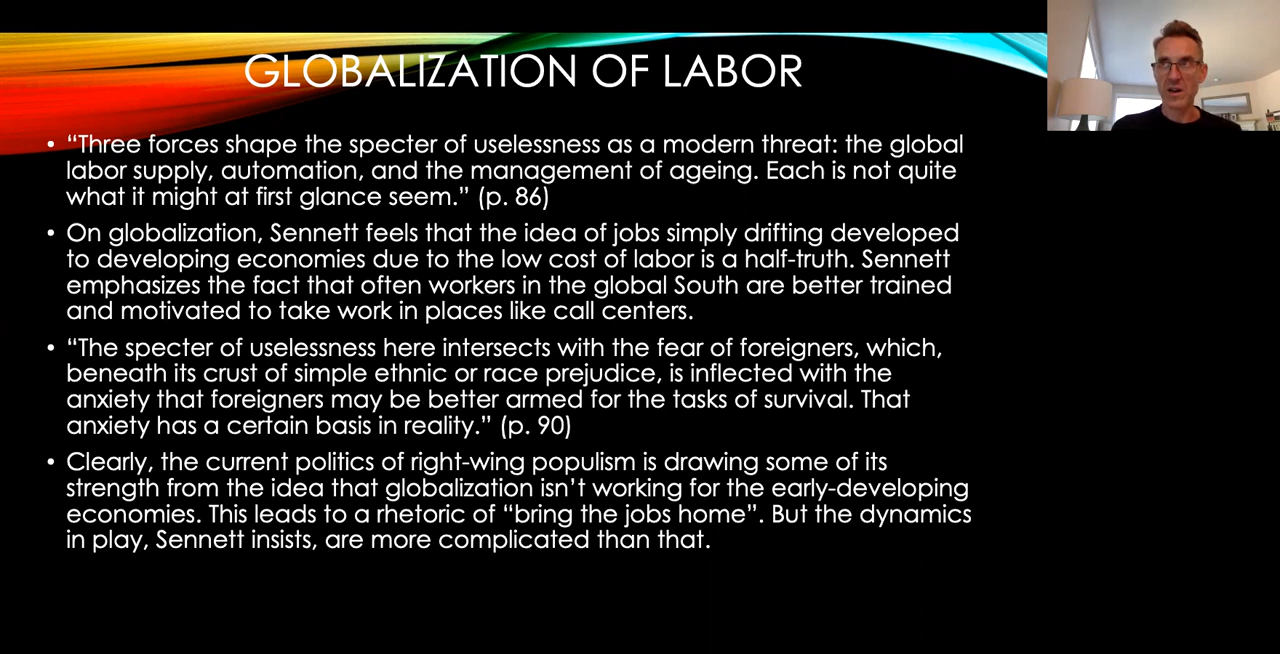 GLOBALIZATION OF LABOR
• “Three forces shape the specter of uselessness as a modern threat: the global
labor supply, automation, and the management of ageing. Each is not quite
what it might at first glance seem.” (p. 86)
• On globalization, Sennett feels that the idea of jobs simply drifting developed
to developing economies due to the low cost of labor is a half-truth. Sennett
emphasizes the fact that often workers in the global South are better trained
and motivated to take work in places like call centers.
• “The specter of uselessness here intersects with the fear of foreigners, which,
beneath its crust of simple ethnic or race prejudice, is inflected with the
anxiety that foreigners may be better armed for the tasks of survival. That
anxiety has a certain basis in reality.” (p. 90)
• Clearly, the current politics of right-wing populism is drawing some of its
strength from the idea that globalization isn’t working for the early-developing
economies. This leads to a rhetoric of “bring the jobs home”. But the dynamics
in play, Sennett insists, are more complicated than that.